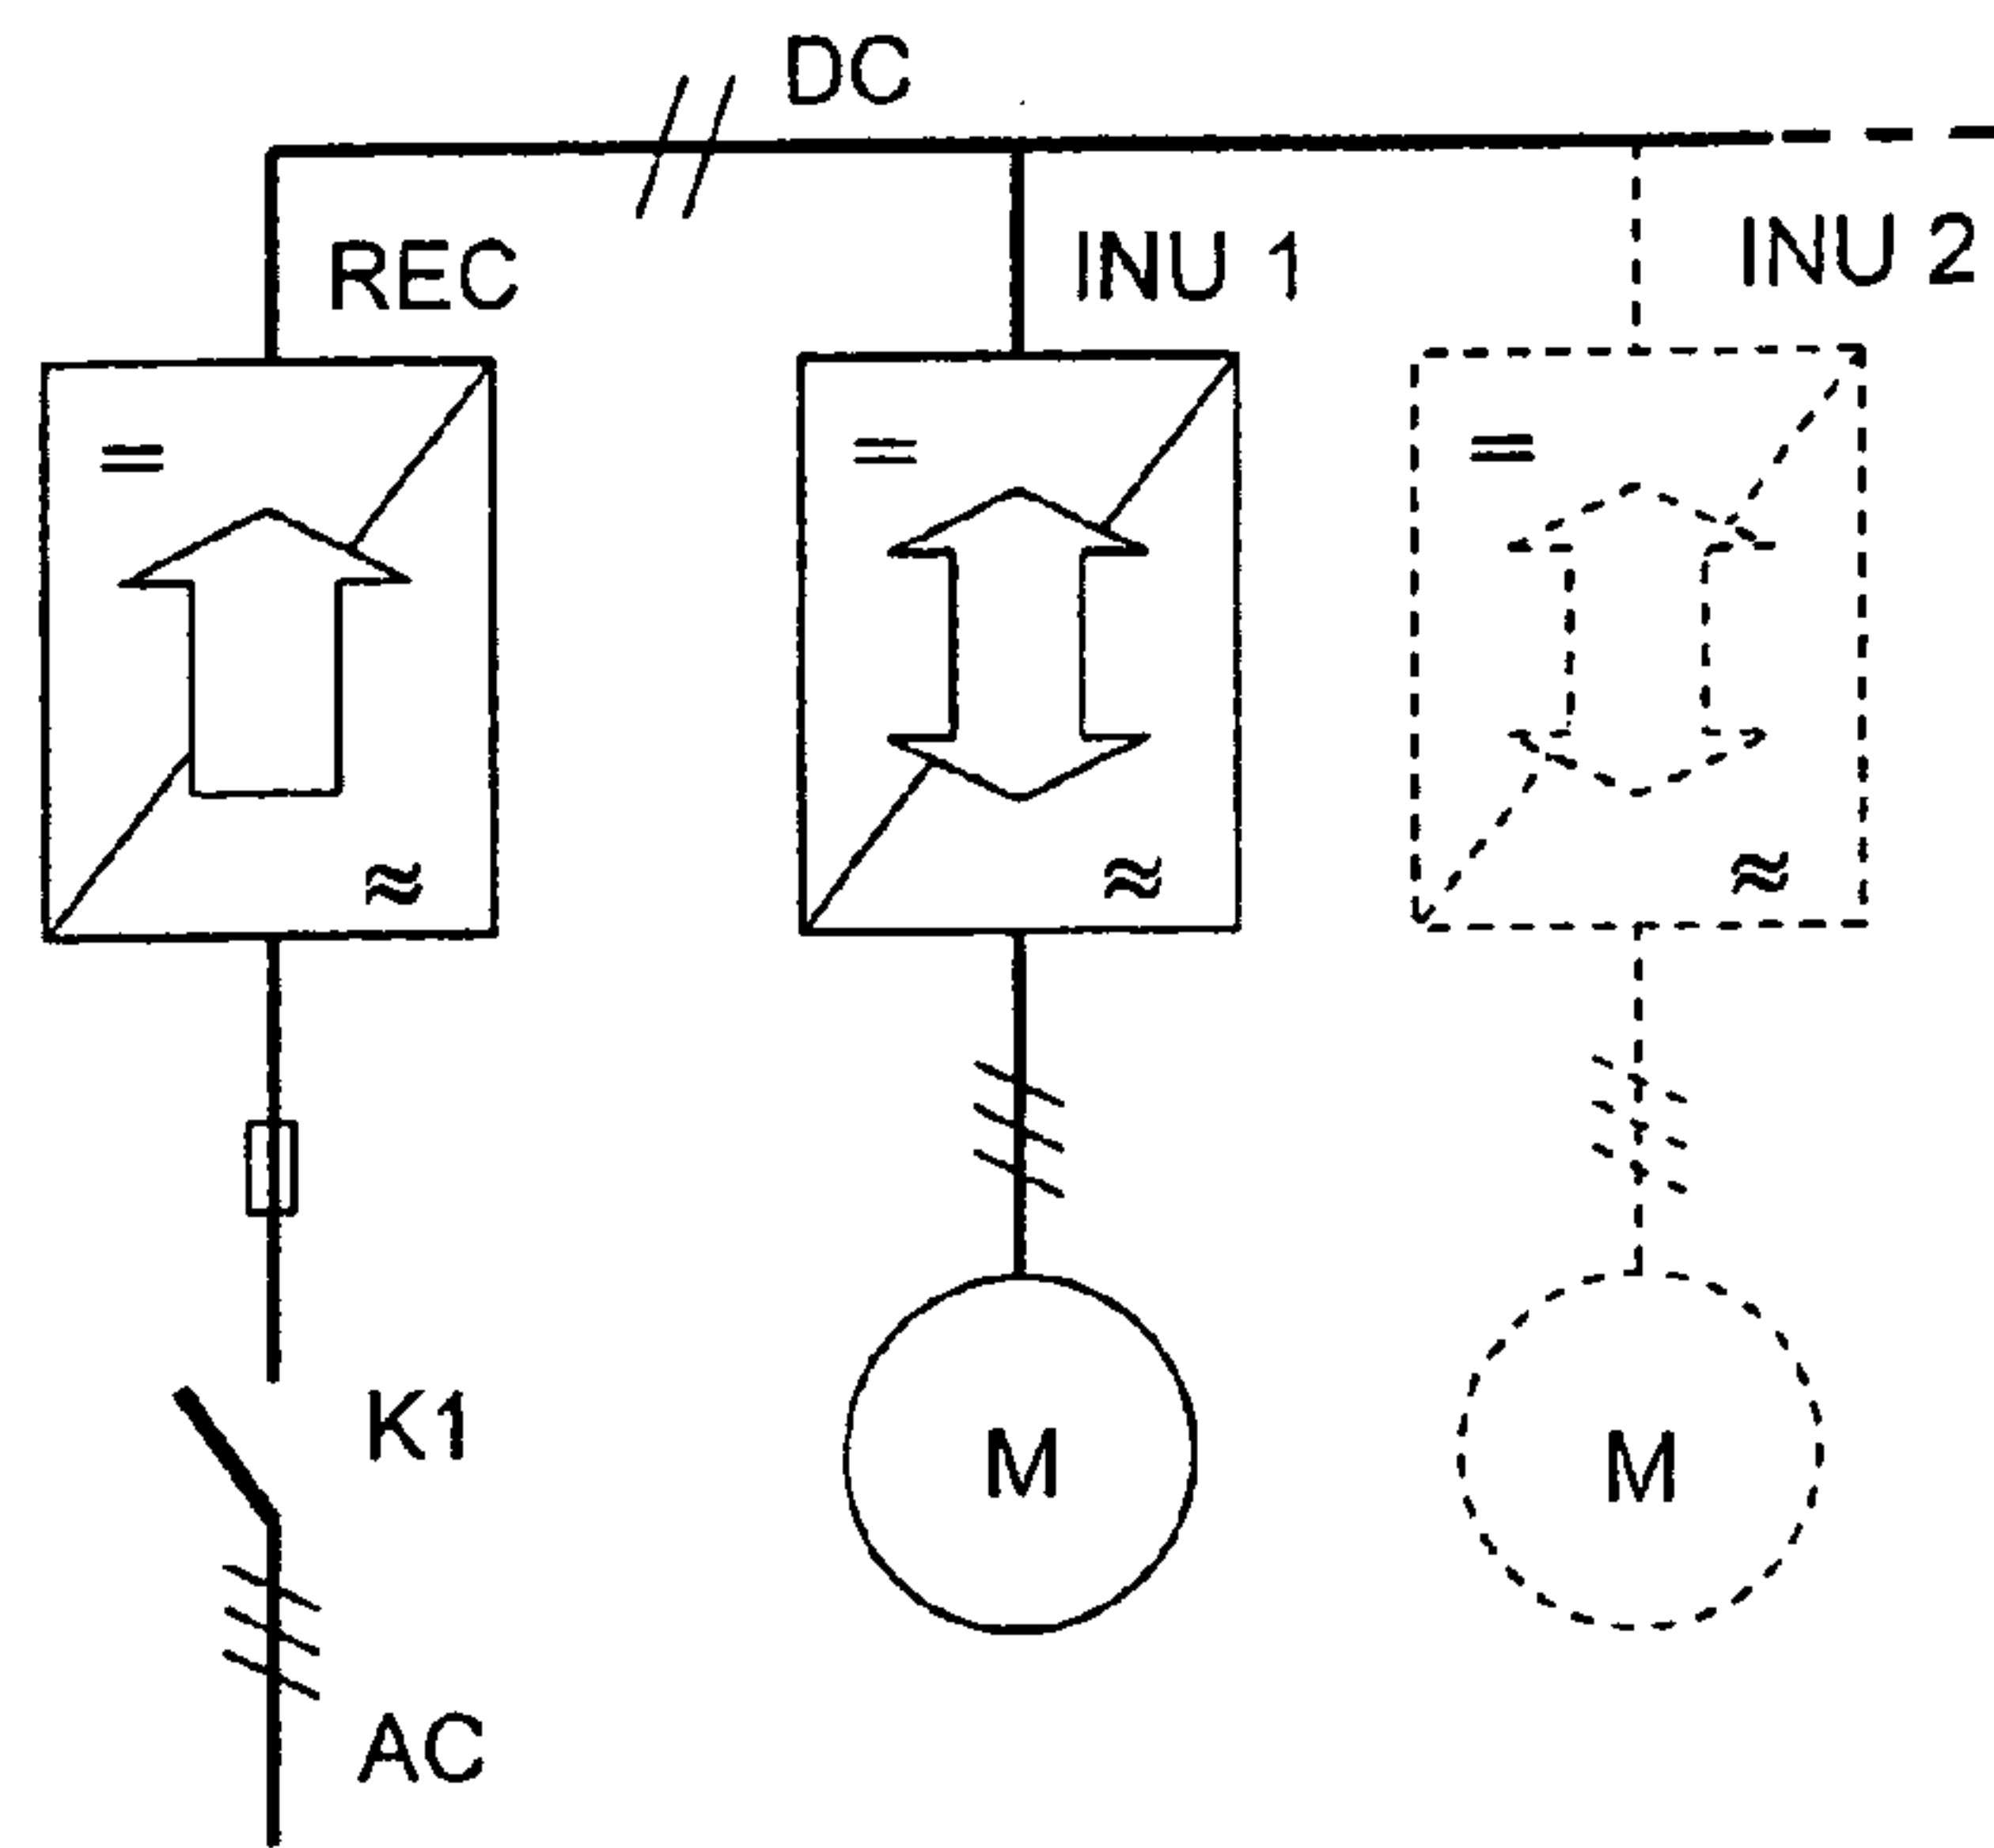 DC
REC
INU 1
INU 2
=
=
=
≈
≈
≈
K1
M
M
AC